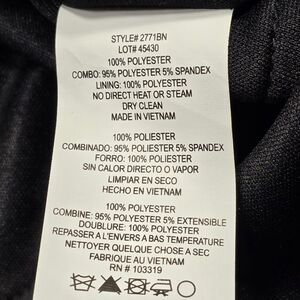 STYLE# 2771BN
LOT# 45430
100% POLYESTER
COMBO: 95% POLYESTER 5% SPANDEX
LINING: 100% POLYESTER
NO DIRECT HEAT OR STEAM
DRY CLEAN
MADE IN VIETNAM
100% POLIESTER
COMBINADO: 95% POLIESTER 5% SPANDEX
FORRO: 100% POLIESTER
SIN CALOR DIRECTO O VAPOR
LIMPIAR EN SECO
HECHO EN VIETNAM
100% POLYESTER
COMBINE: 95% POLYESTER 5% EXTENSIBLE
DOUBLURE: 100% POLYESTER
REPASSER A L'ENVERS A BAS TEMPERATURE
NETTOYER QUELQUE CHOSE A SEC
FABRIQUE AU VIETNAM
RN # 103319